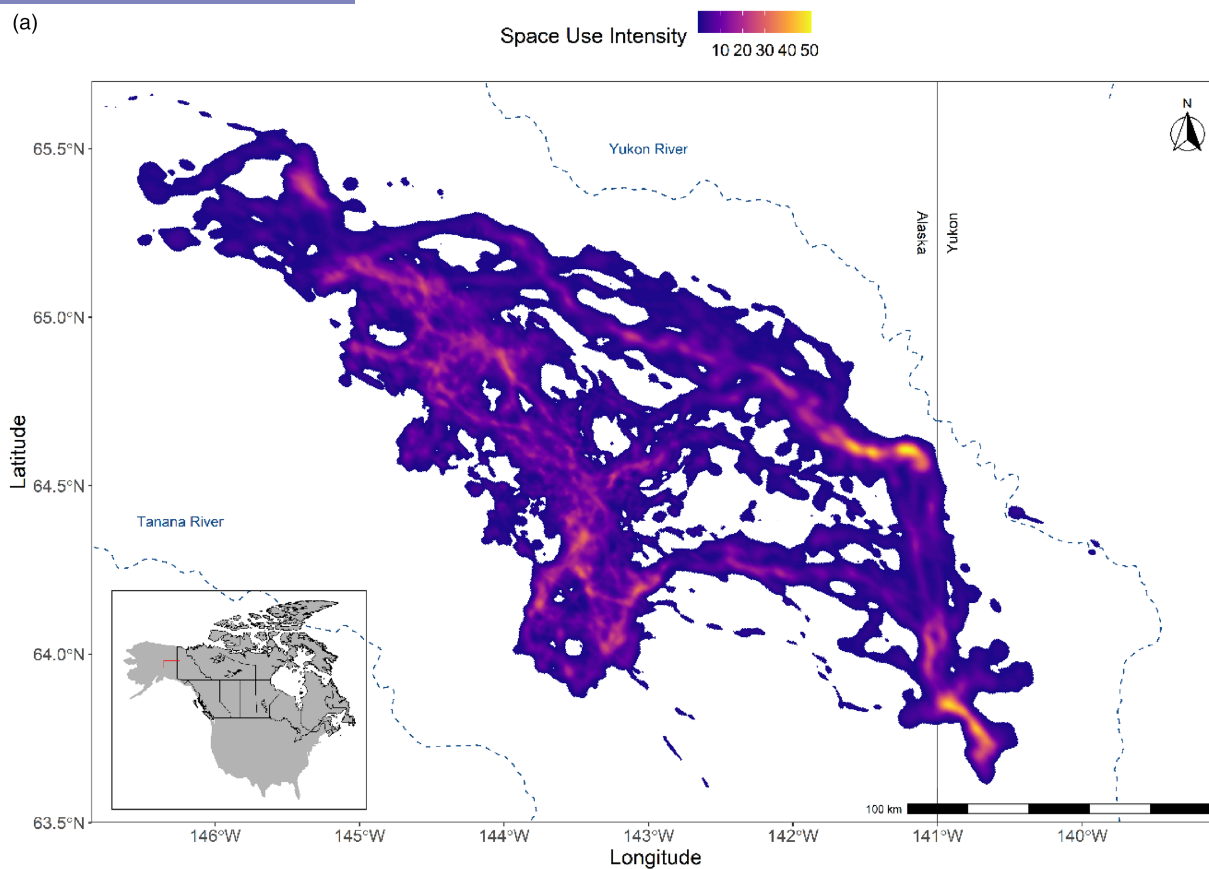 (a)
Space Use Intensity
10 20 30 40 50
N
65.5°N
Yukon River
Alaska
Yukon
65.0°N
Latitude
64.5°N
Tanana River
64.0°N
100 km
63.5°N
146°W 145°W 144°W 143°W 142°W 141°W 140°W
Longitude